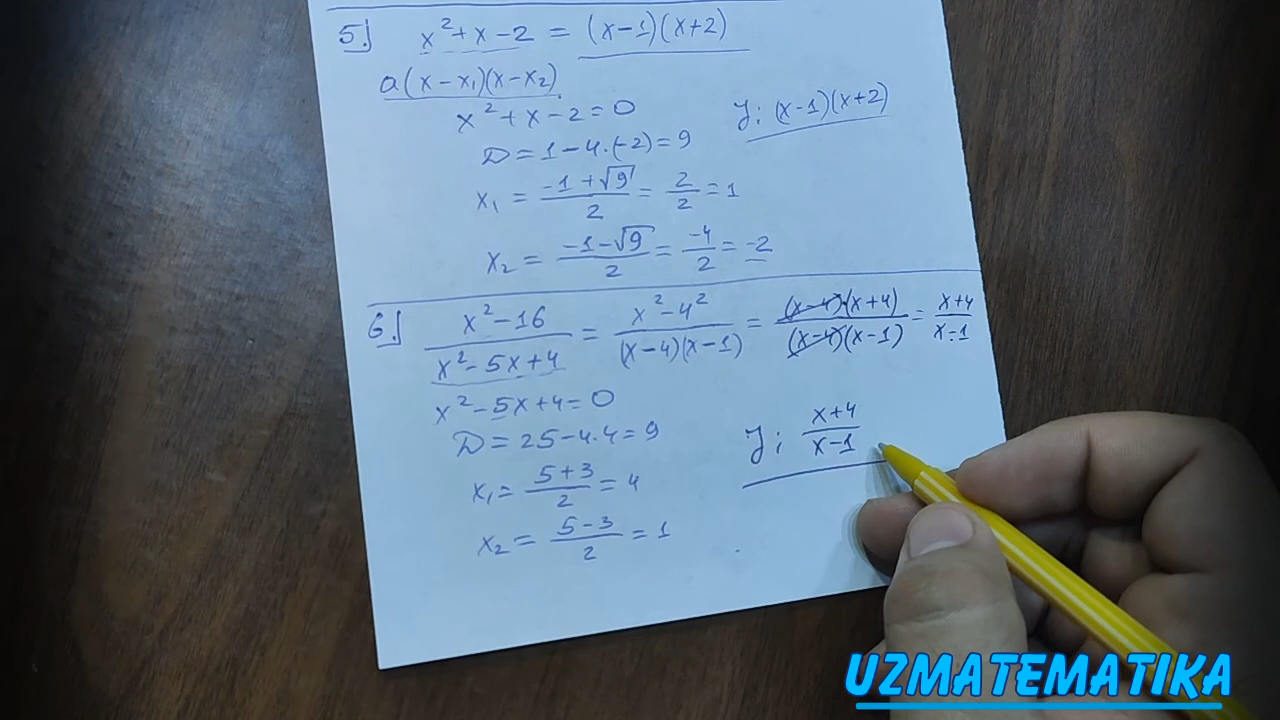 5.) x² + x - 2 = (x-1)(x+2)
a(x-x₁)(x-x₂)
x² + x - 2 = 0
J: (x-1)(x+2)
D = 1 - 4·(-2) = 9
x₁ = (-1+√9)/2 = 2/2 = 1
x₂ = (-1-√9)/2 = -4/2 = -2
6.) (x²-16)/(x²-5x+4) = (x²-4²)/((x-4)(x-1)) = ((x-4)·(x+4))/((x-4)(x-1)) = (x+4)/(x-1)
x² - 5x + 4 = 0
D = 25 - 4·4 = 9
J: (x+4)/(x-1)
x₁ = (5+3)/2 = 4
x₂ = (5-3)/2 = 1
UZMATEMATIKA